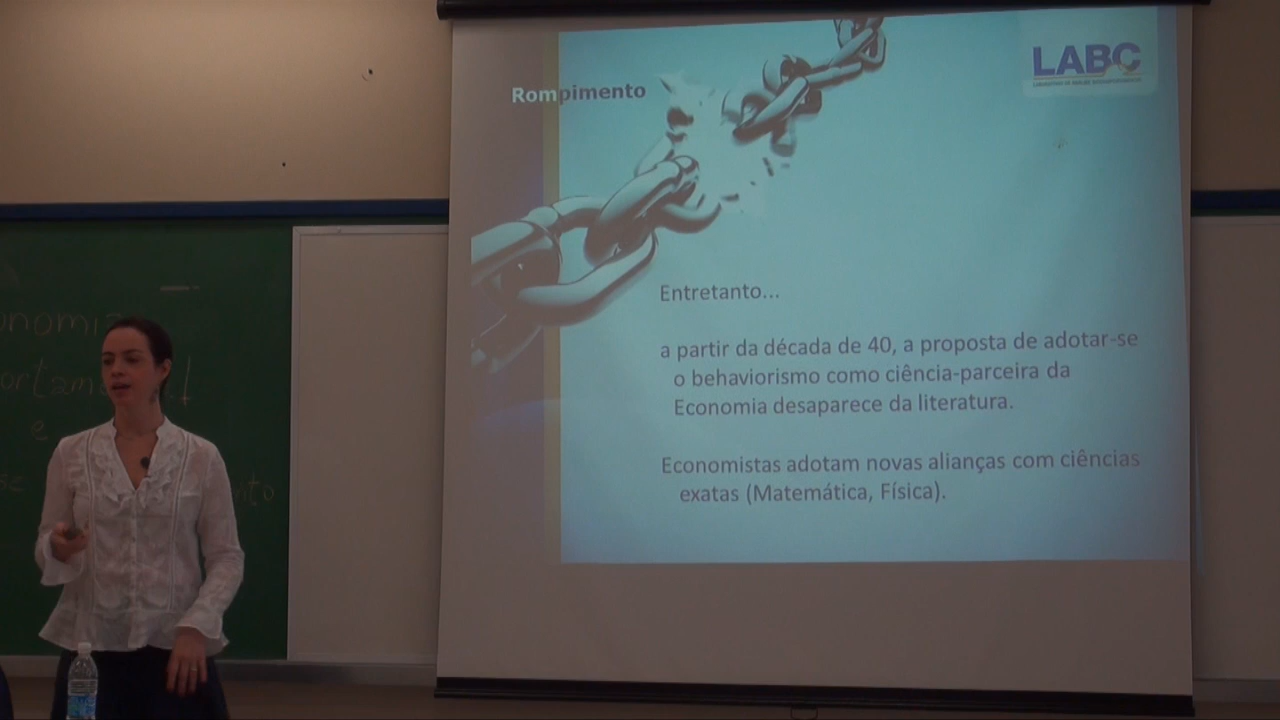 Rompimento
LABC
Entretanto...
a partir da década de 40, a proposta de adotar-se
o behaviorismo como ciência-parceira da
Economia desaparece da literatura.
Economistas adotam novas alianças com ciências
exatas (Matemática, Física).
onomia
e